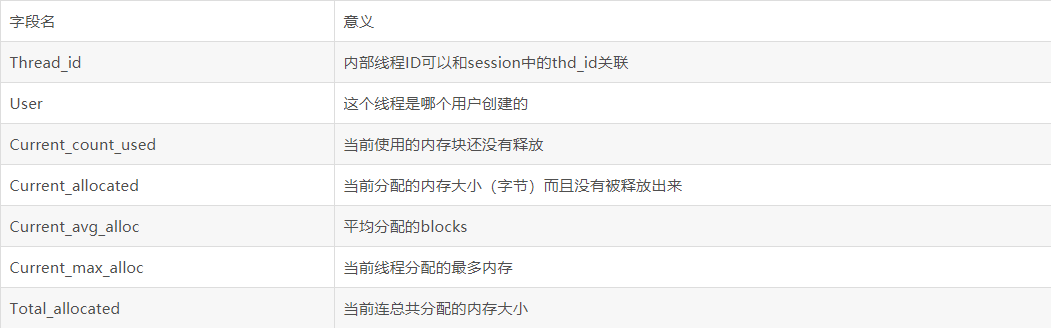 字段名 意义
Thread_id 内部线程ID可以和session中的thd_id关联
User 这个线程是哪个用户创建的
Current_count_used 当前使用的内存块还没有释放
Current_allocated 当前分配的内存大小（字节）而且没有被释放出来
Current_avg_alloc 平均分配的blocks
Current_max_alloc 当前线程分配的最多内存
Total_allocated 当前连总共分配的内存大小